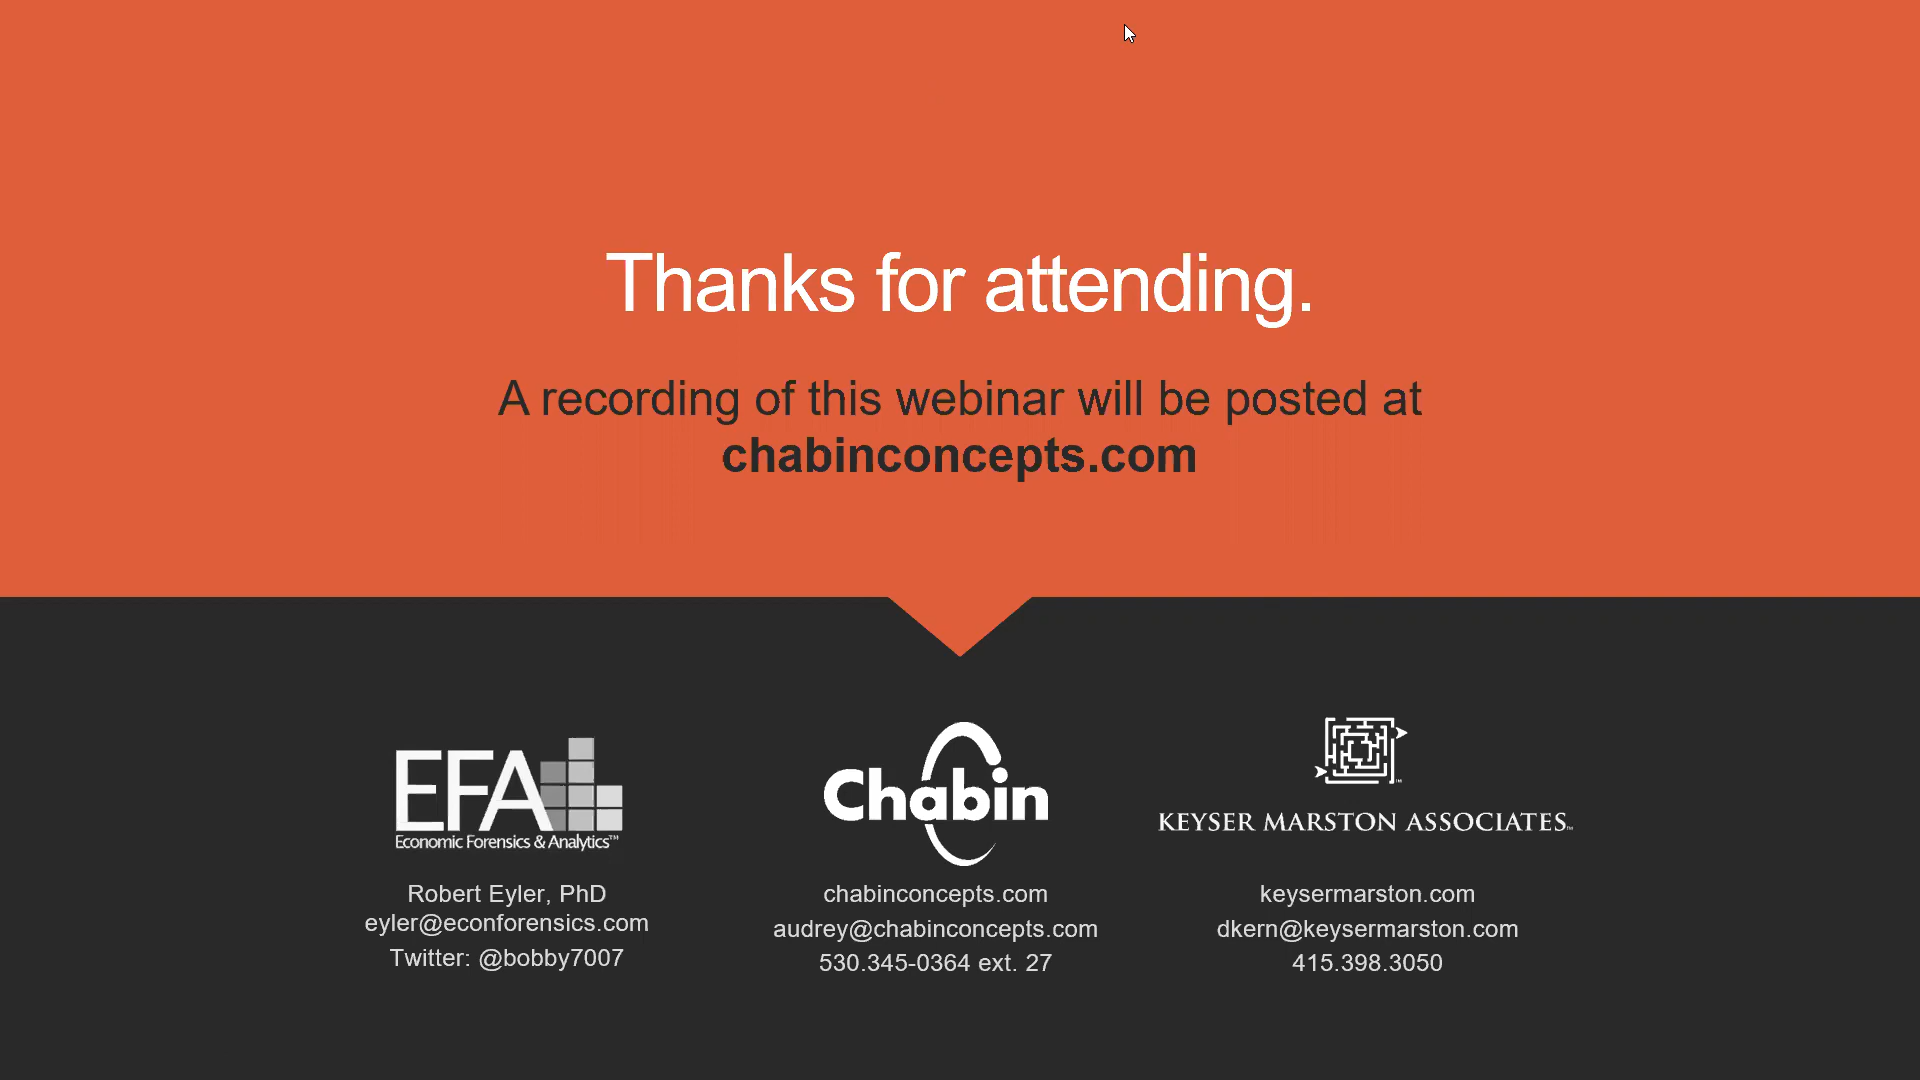 Thanks for attending.
A recording of this webinar will be posted at
chabinconcepts.com
EFA
Economic Forensics & Analytics™
Robert Eyler, PhD
eyler@econforensics.com
Twitter: @bobby7007
Chabin
chabinconcepts.com
audrey@chabinconcepts.com
530.345-0364 ext. 27
KEYSER MARSTON ASSOCIATES™
keysermarston.com
dkern@keysermarston.com
415.398.3050